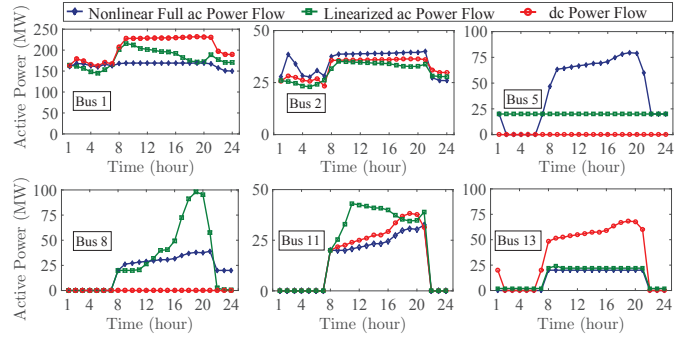 Nonlinear Full ac Power Flow Linearized ac Power Flow dc Power Flow
Active Power (MW)
250
200
150
100
50
0
Bus 1
1 4 8 12 16 20 24
Time (hour)
50
25
0
Bus 2
1 4 8 12 16 20 24
Time (hour)
100
75
50
25
0
Bus 5
1 4 8 12 16 20 24
Time (hour)
Active Power (MW)
100
75
50
25
0
Bus 8
1 4 8 12 16 20 24
Time (hour)
50
25
0
Bus 11
1 4 8 12 16 20 24
Time (hour)
100
75
50
25
0
Bus 13
1 4 8 12 16 20 24
Time (hour)